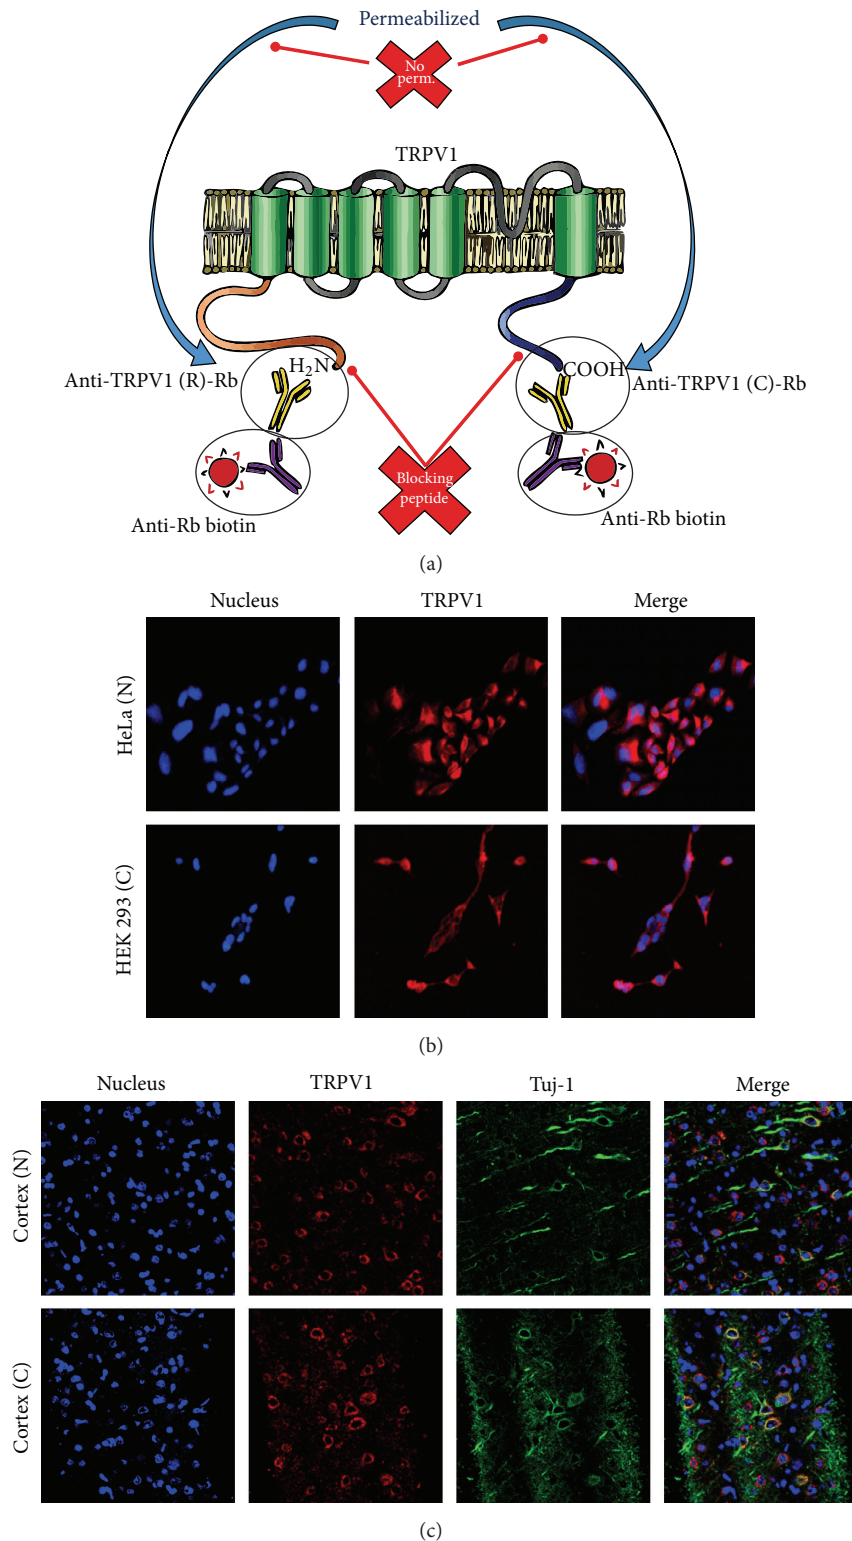 Permeabilized
No
perm.
TRPV1
H₂N
COOH
Anti-TRPV1 (R)-Rb
Anti-TRPV1 (C)-Rb
Blocking
peptide
Anti-Rb biotin
Anti-Rb biotin
(a)
Nucleus TRPV1 Merge
HeLa (N)
HEK 293 (C)
(b)
Nucleus TRPV1 Tuj-1 Merge
Cortex (N)
Cortex (C)
(c)